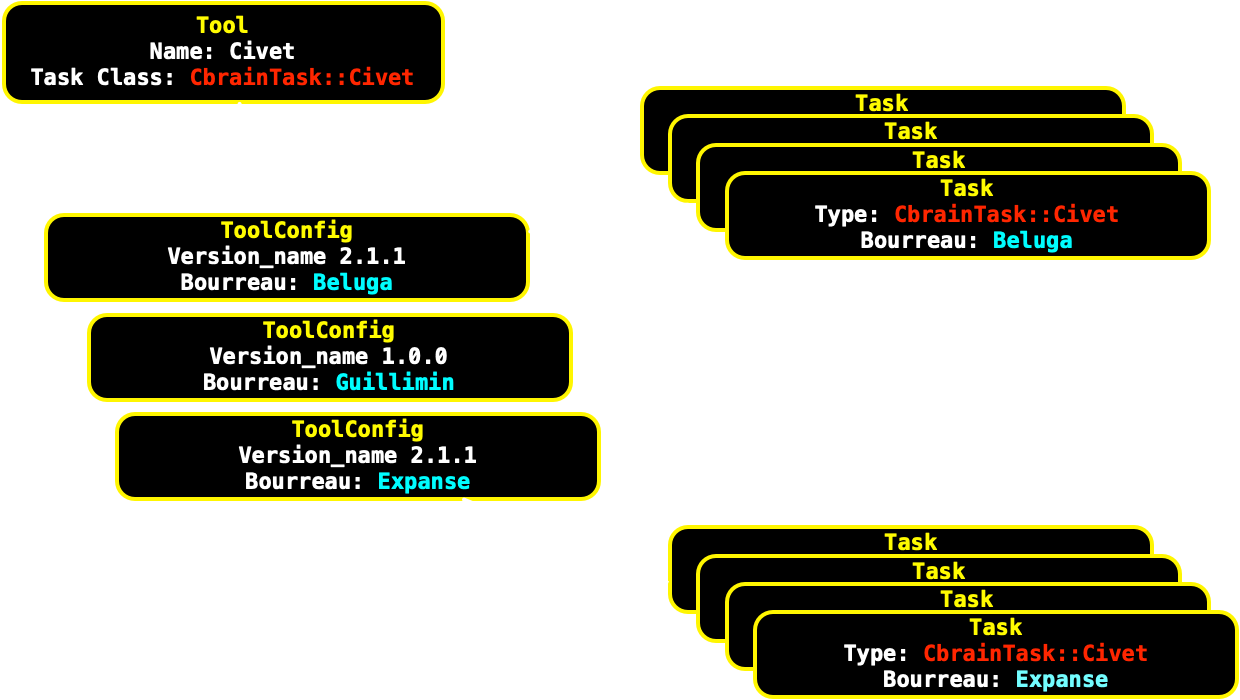 Tool
Name: Civet
Task Class: CbrainTask::Civet
Task
Task
Task
Task
Type: CbrainTask::Civet
Bourreau: Beluga
ToolConfig
Version_name 2.1.1
Bourreau: Beluga
ToolConfig
Version_name 1.0.0
Bourreau: Guillimin
ToolConfig
Version_name 2.1.1
Bourreau: Expanse
Task
Task
Task
Task
Type: CbrainTask::Civet
Bourreau: Expanse